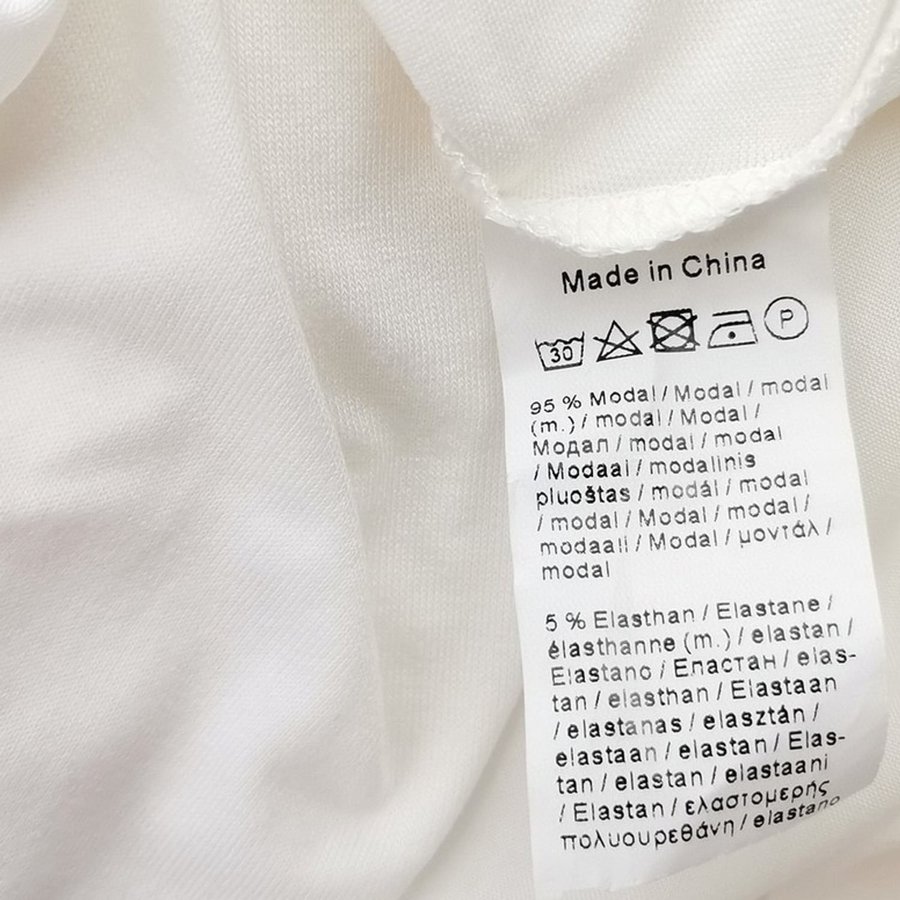 Made in China
30 P
95 % Modal / Modal / modal
(m.) / modal / Modal /
Модал / modal / modal
/ Modaal / modalinis
pluoštas / modál / modal
/ modal / Modal / modal /
modaali / Modal / μοντάλ /
modal
5 % Elasthan / Elastane /
élasthanne (m.) / elastan /
Elastano / Еластан / elas-
tan / elasthan / Elastaan
/ elastanas / elasztán /
elastaan / elastan / Elas-
tan / elastan / elastaani
/ Elastan / ελαστομερής
πολυουρεθάνη / elastano